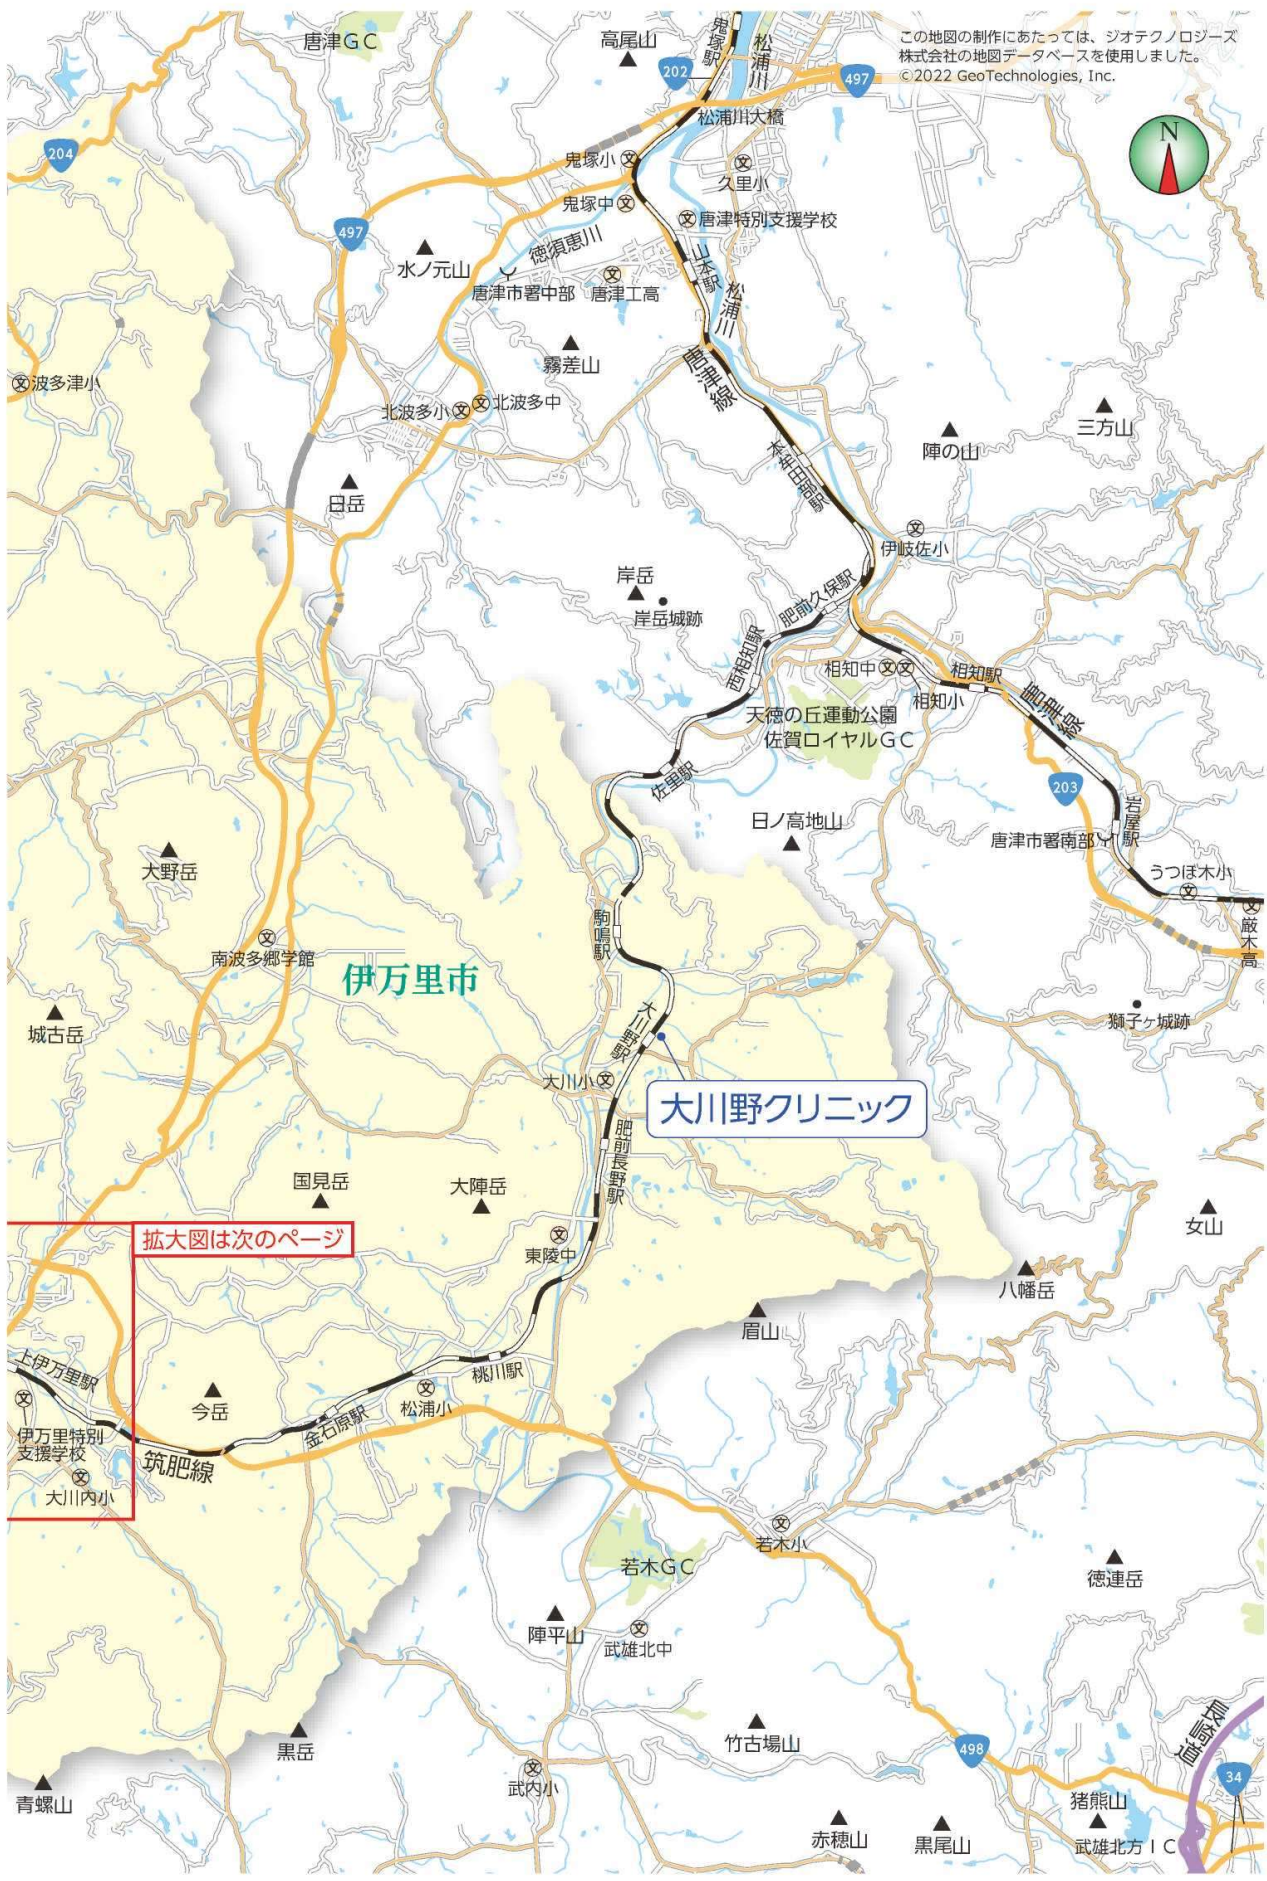 唐津GC
高尾山
鬼塚駅
松浦川
この地図の制作にあたっては、ジオテクノロジーズ
株式会社の地図データベースを使用しました。
©2022 GeoTechnologies, Inc.
202
497
松浦川大橋
N
204
鬼塚小
久里小
鬼塚中
唐津特別支援学校
497
徳須恵川
水ノ元山
山本駅
唐津市署中部
唐津工高
松浦川
霧差山
唐津線
波多津小
北波多小
北波多中
三方山
陣の山
本牟田部駅
日岳
伊岐佐小
岸岳
岸岳城跡
肥前久保駅
西相知駅
相知中
相知駅
相知小
唐津線
天徳の丘運動公園
佐賀ロイヤルGC
佐里駅
203
日ノ高地山
岩屋駅
唐津市署南部
大野岳
うつぼ木小
厳木高
駒鳴駅
南波多郷学館
伊万里市
城古岳
獅子ヶ城跡
大川野駅
大川小
大川野クリニック
肥前長野駅
国見岳
大陣岳
女山
拡大図は次のページ
東陵中
八幡岳
眉山
上伊万里駅
桃川駅
今岳
松浦小
金石原駅
伊万里特別
支援学校
筑肥線
大川内小
若木小
若木GC
徳連岳
陣平山
武雄北中
黒岳
竹古場山
長崎道
498
34
武内小
青螺山
猪熊山
赤穂山
黒尾山
武雄北方IC